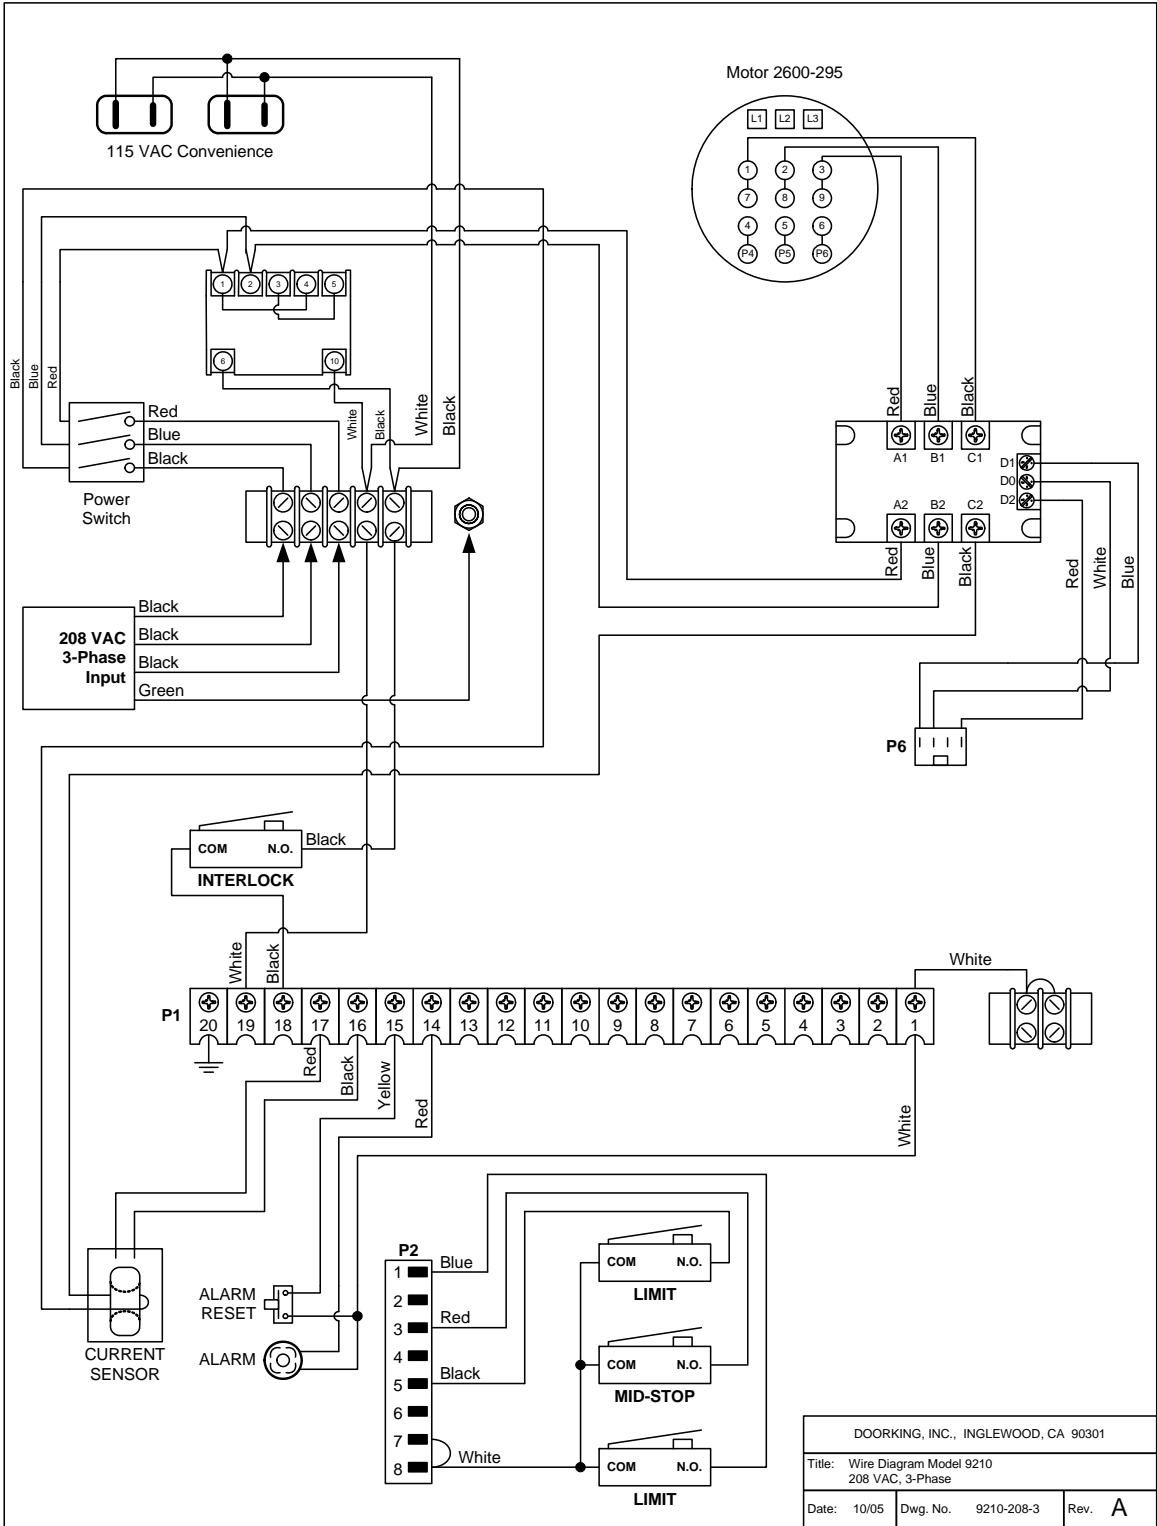 Motor 2600-295
L1 L2 L3
115 VAC Convenience
1 2 3
7 8 9
4 5 6
P4 P5 P6
1 2 3 4 5
6 10
Black
Blue
Red
White
Black
White
Black
Red
Blue
Black
Power
Switch
Red
Blue
Black
A1 B1 C1
D1
D0
D2
A2 B2 C2
Red
Blue
Black
Red
White
Blue
208 VAC
3-Phase
Input
Black
Black
Black
Green
P6
COM N.O.
Black
INTERLOCK
White
Black
White
P1
20 19 18 17 16 15 14 13 12 11 10 9 8 7 6 5 4 3 2 1
Red
Black
Yellow
Red
White
CURRENT
SENSOR
ALARM
RESET
ALARM
P2
1 Blue
2
3 Red
4
5 Black
6
7
8 White
COM N.O.
LIMIT
COM N.O.
MID-STOP
COM N.O.
LIMIT
DOORKING, INC., INGLEWOOD, CA 90301
Title: Wire Diagram Model 9210
208 VAC, 3-Phase
Date: 10/05 Dwg. No. 9210-208-3 Rev. A